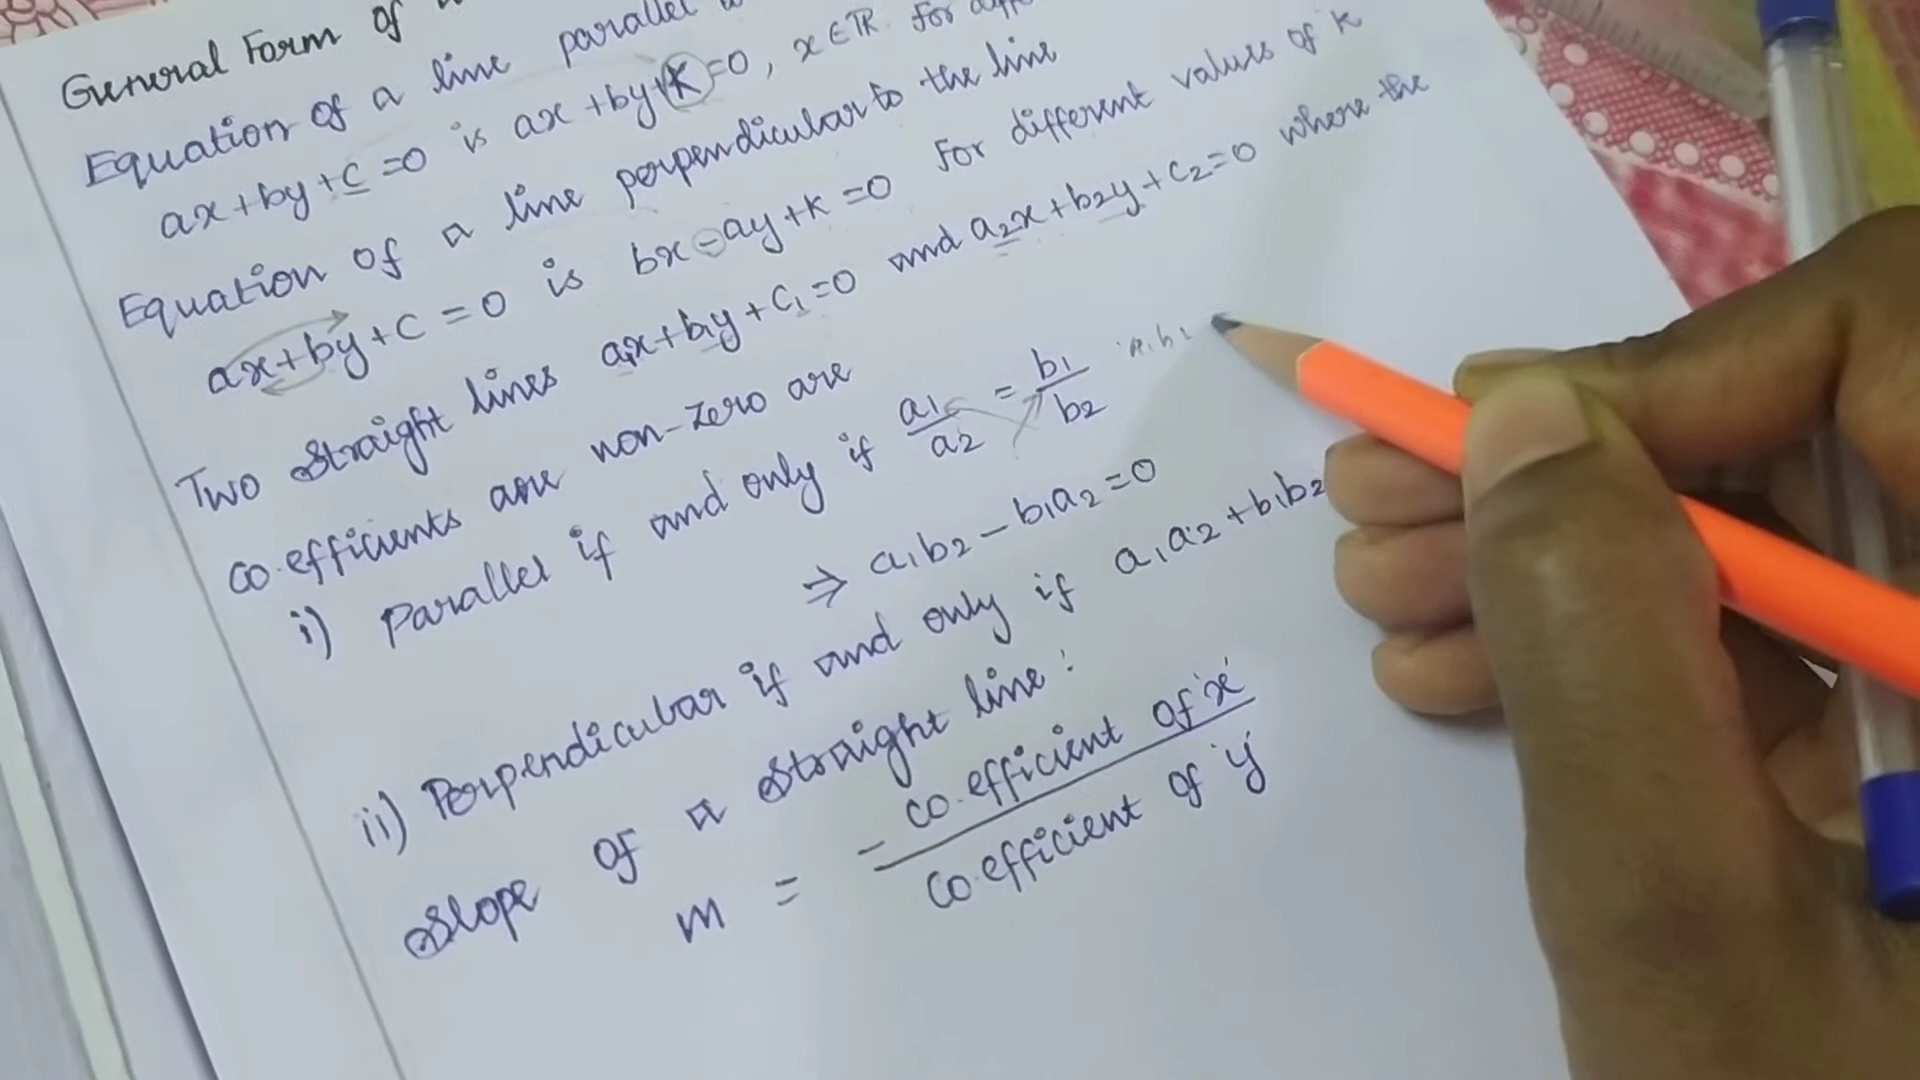 General Form of
Equation of a line parallel
ax+by+c=0 is ax+by+k=0, x∈R. For
Equation of a line perpendicular to the line
ax+by+c=0 is bx-ay+k=0 For different values of k
Two straight lines a₁x+b₁y+c₁=0 and a₂x+b₂y+c₂=0 where the
co.efficients are non-zero are
i) parallel if and only if a₁/a₂ = b₁/b₂ a₁b₂
⇒ a₁b₂-b₁a₂=0
ii) Perpendicular if and only if a₁a₂+b₁b₂
Slope of a straight line:
m = -co.efficient of 'x'/co.efficient of 'y'